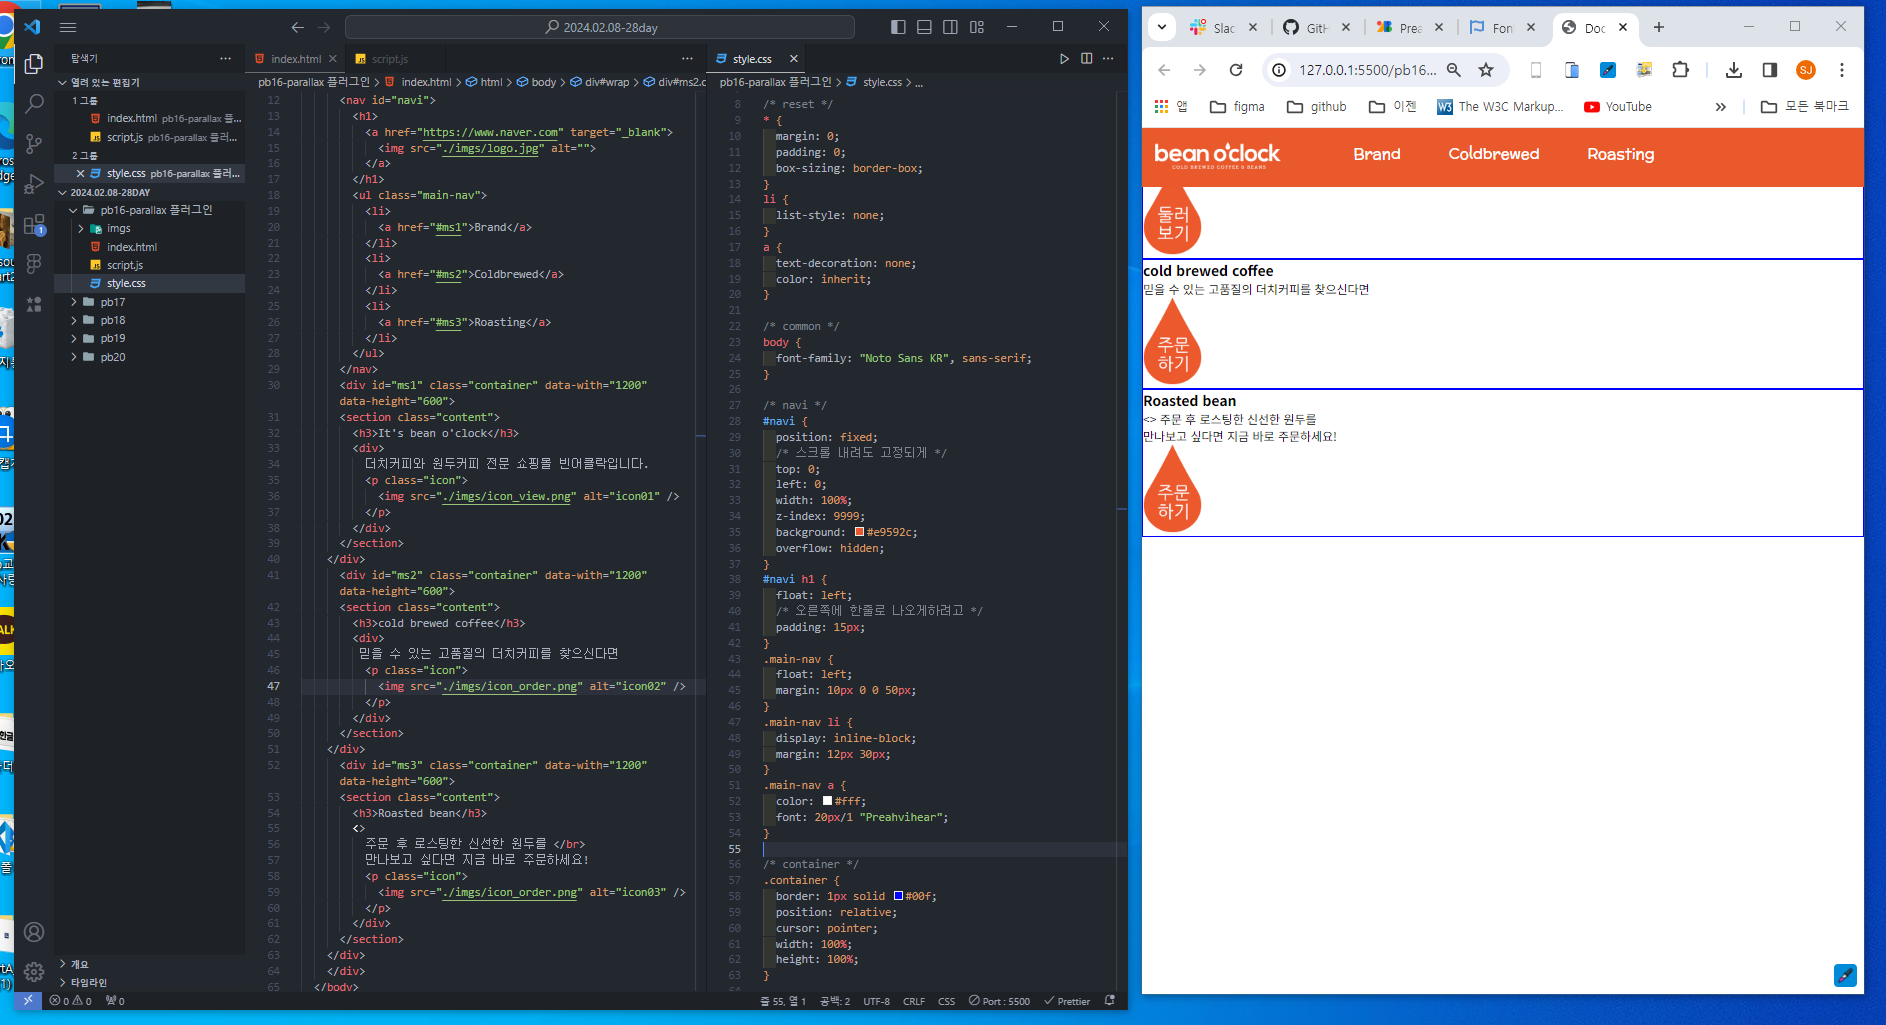 2024.02.08-28day
탐색기
열려 있는 편집기
1 그룹
index.html pb16-parallax 플...
script.js pb16-parallax 플러...
2 그룹
style.css pb16-parallax 플러...
2024.02.08-28DAY
pb16-parallax 플러그인
imgs
index.html
script.js
style.css
pb17
pb18
pb19
pb20
개요
타임라인
index.html
script.js
pb16-parallax 플러그인 > index.html > html > body > div#wrap > div#ms2.c
12 <nav id="navi">
13 <h1>
14 <a href="https://www.naver.com" target="_blank">
15 <img src="./imgs/logo.jpg" alt="">
16 </a>
17 </h1>
18 <ul class="main-nav">
19 <li>
20 <a href="#ms1">Brand</a>
21 </li>
22 <li>
23 <a href="#ms2">Coldbrewed</a>
24 </li>
25 <li>
26 <a href="#ms3">Roasting</a>
27 </li>
28 </ul>
29 </nav>
30 <div id="ms1" class="container" data-with="1200"
data-height="600">
31 <section class="content">
32 <h3>It's bean o'clock</h3>
33 <div>
34 더치커피와 원두커피 전문 쇼핑몰 빈어클락입니다.
35 <p class="icon">
36 <img src="./imgs/icon_view.png" alt="icon01" />
37 </p>
38 </div>
39 </section>
40 </div>
41 <div id="ms2" class="container" data-with="1200"
data-height="600">
42 <section class="content">
43 <h3>cold brewed coffee</h3>
44 <div>
45 믿을 수 있는 고품질의 더치커피를 찾으신다면
46 <p class="icon">
47 <img src="./imgs/icon_order.png" alt="icon02" />
48 </p>
49 </div>
50 </section>
51 </div>
52 <div id="ms3" class="container" data-with="1200"
data-height="600">
53 <section class="content">
54 <h3>Roasted bean</h3>
55 <>
56 주문 후 로스팅한 신선한 원두를 </br>
57 만나보고 싶다면 지금 바로 주문하세요!
58 <p class="icon">
59 <img src="./imgs/icon_order.png" alt="icon03" />
60 </p>
61 </div>
62 </section>
63 </div>
64 </div>
65 </body>
style.css
pb16-parallax 플러그인 > style.css > ...
8 /* reset */
9 * {
10 margin: 0;
11 padding: 0;
12 box-sizing: border-box;
13 }
14 li {
15 list-style: none;
16 }
17 a {
18 text-decoration: none;
19 color: inherit;
20 }
21
22 /* common */
23 body {
24 font-family: "Noto Sans KR", sans-serif;
25 }
26
27 /* navi */
28 #navi {
29 position: fixed;
30 /* 스크롤 내려도 고정되게 */
31 top: 0;
32 left: 0;
33 width: 100%;
34 z-index: 9999;
35 background: #e9592c;
36 overflow: hidden;
37 }
38 #navi h1 {
39 float: left;
40 /* 오른쪽에 한줄로 나오게하려고 */
41 padding: 15px;
42 }
43 .main-nav {
44 float: left;
45 margin: 10px 0 0 50px;
46 }
47 .main-nav li {
48 display: inline-block;
49 margin: 12px 30px;
50 }
51 .main-nav a {
52 color: #fff;
53 font: 20px/1 "Preahvihear";
54 }
55
56 /* container */
57 .container {
58 border: 1px solid #00f;
59 position: relative;
60 cursor: pointer;
61 width: 100%;
62 height: 100%;
63 }
0 0 0
줄 55, 열 1 공백: 2 UTF-8 CRLF CSS Port : 5500 Prettier
Slac GitH Prea Fon Doc
127.0.0.1:5500/pb16...
SJ
앱 figma github 이젠 The W3C Markup... YouTube » 모든 북마크
bean o'clock
COLD BREWED COFFEE & BEANS
Brand Coldbrewed Roasting
둘러
보기
cold brewed coffee
믿을 수 있는 고품질의 더치커피를 찾으신다면
주문
하기
Roasted bean
<> 주문 후 로스팅한 신선한 원두를
만나보고 싶다면 지금 바로 주문하세요!
주문
하기